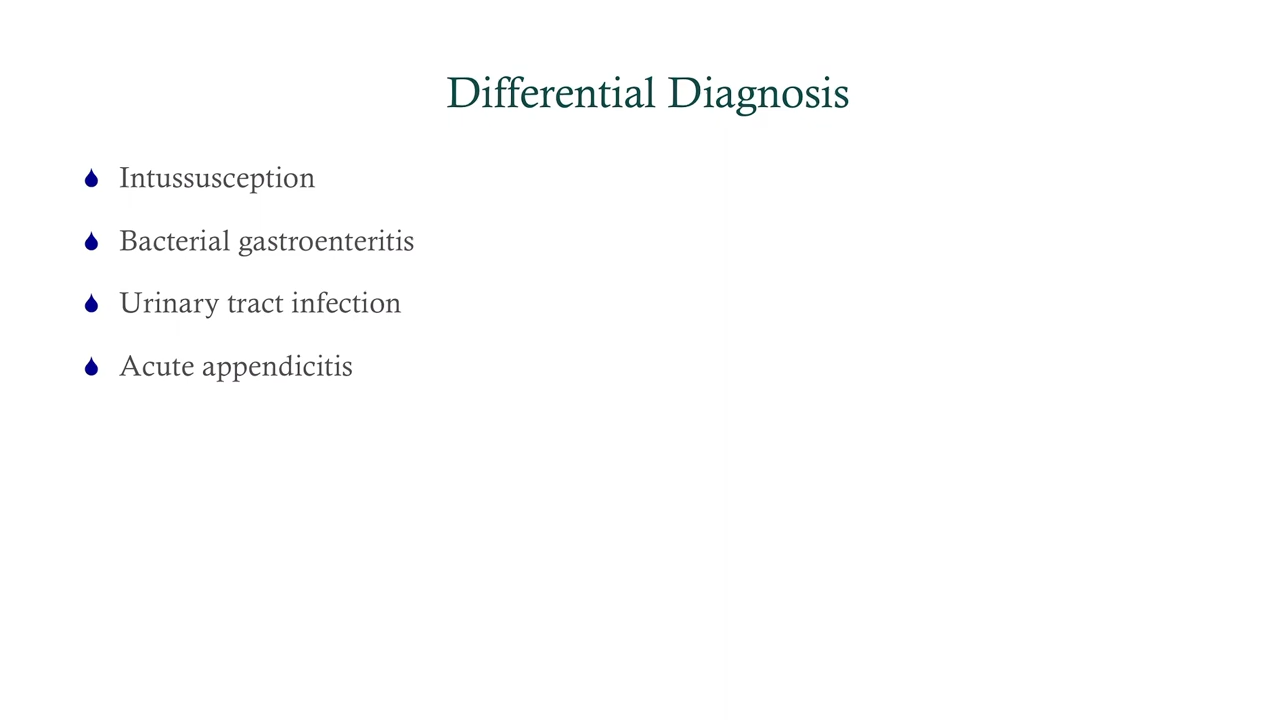 Differential Diagnosis
Intussusception
Bacterial gastroenteritis
Urinary tract infection
Acute appendicitis